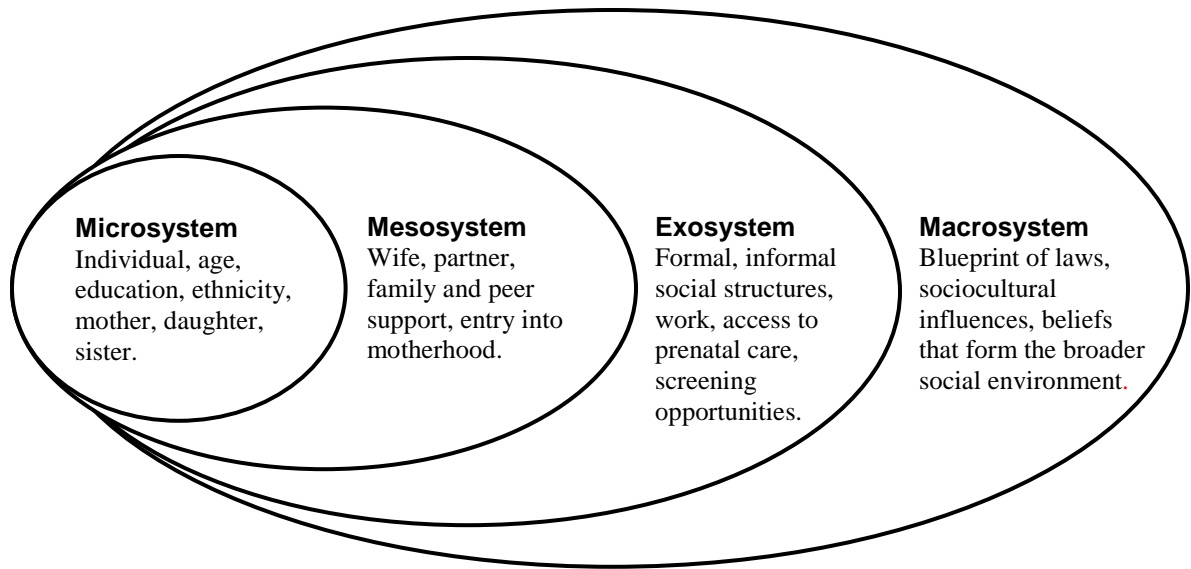 Microsystem
Individual, age,
education, ethnicity,
mother, daughter,
sister.
Mesosystem
Wife, partner,
family and peer
support, entry into
motherhood.
Exosystem
Formal, informal
social structures,
work, access to
prenatal care,
screening
opportunities.
Macrosystem
Blueprint of laws,
sociocultural
influences, beliefs
that form the broader
social environment.